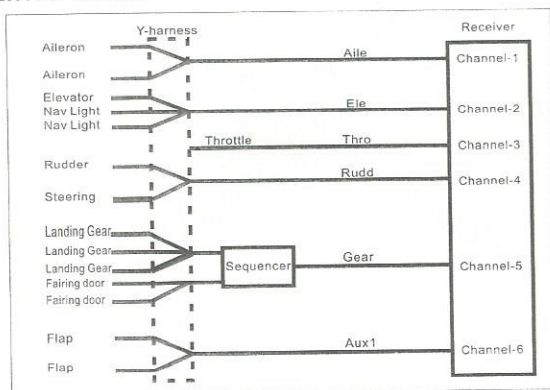 Y-harness
Receiver
Aileron
Aile
Channel-1
Aileron
Elevator
Ele
Channel-2
Nav Light
Nav Light
Throttle
Thro
Channel-3
Rudder
Rudd
Channel-4
Steering
Landing Gear
Landing Gear
Gear
Landing Gear
Sequencer
Channel-5
Fairing door
Fairing door
Flap
Aux1
Channel-6
Flap